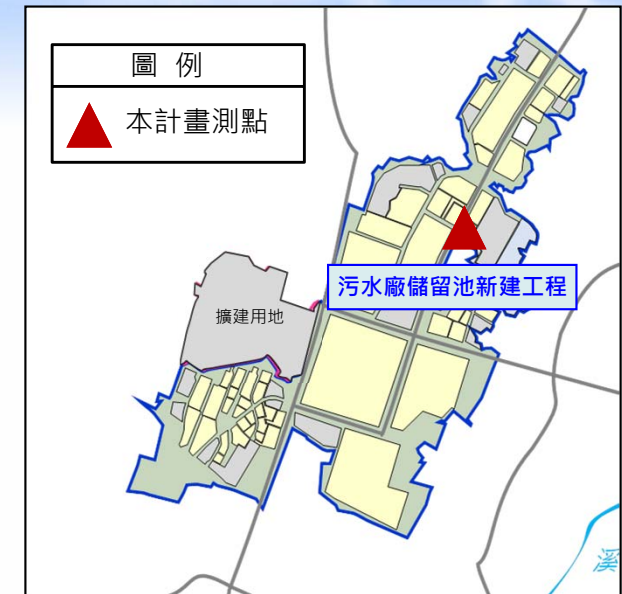 圖 例
本計畫測點
污水廠儲留池新建工程
擴建用地
溪